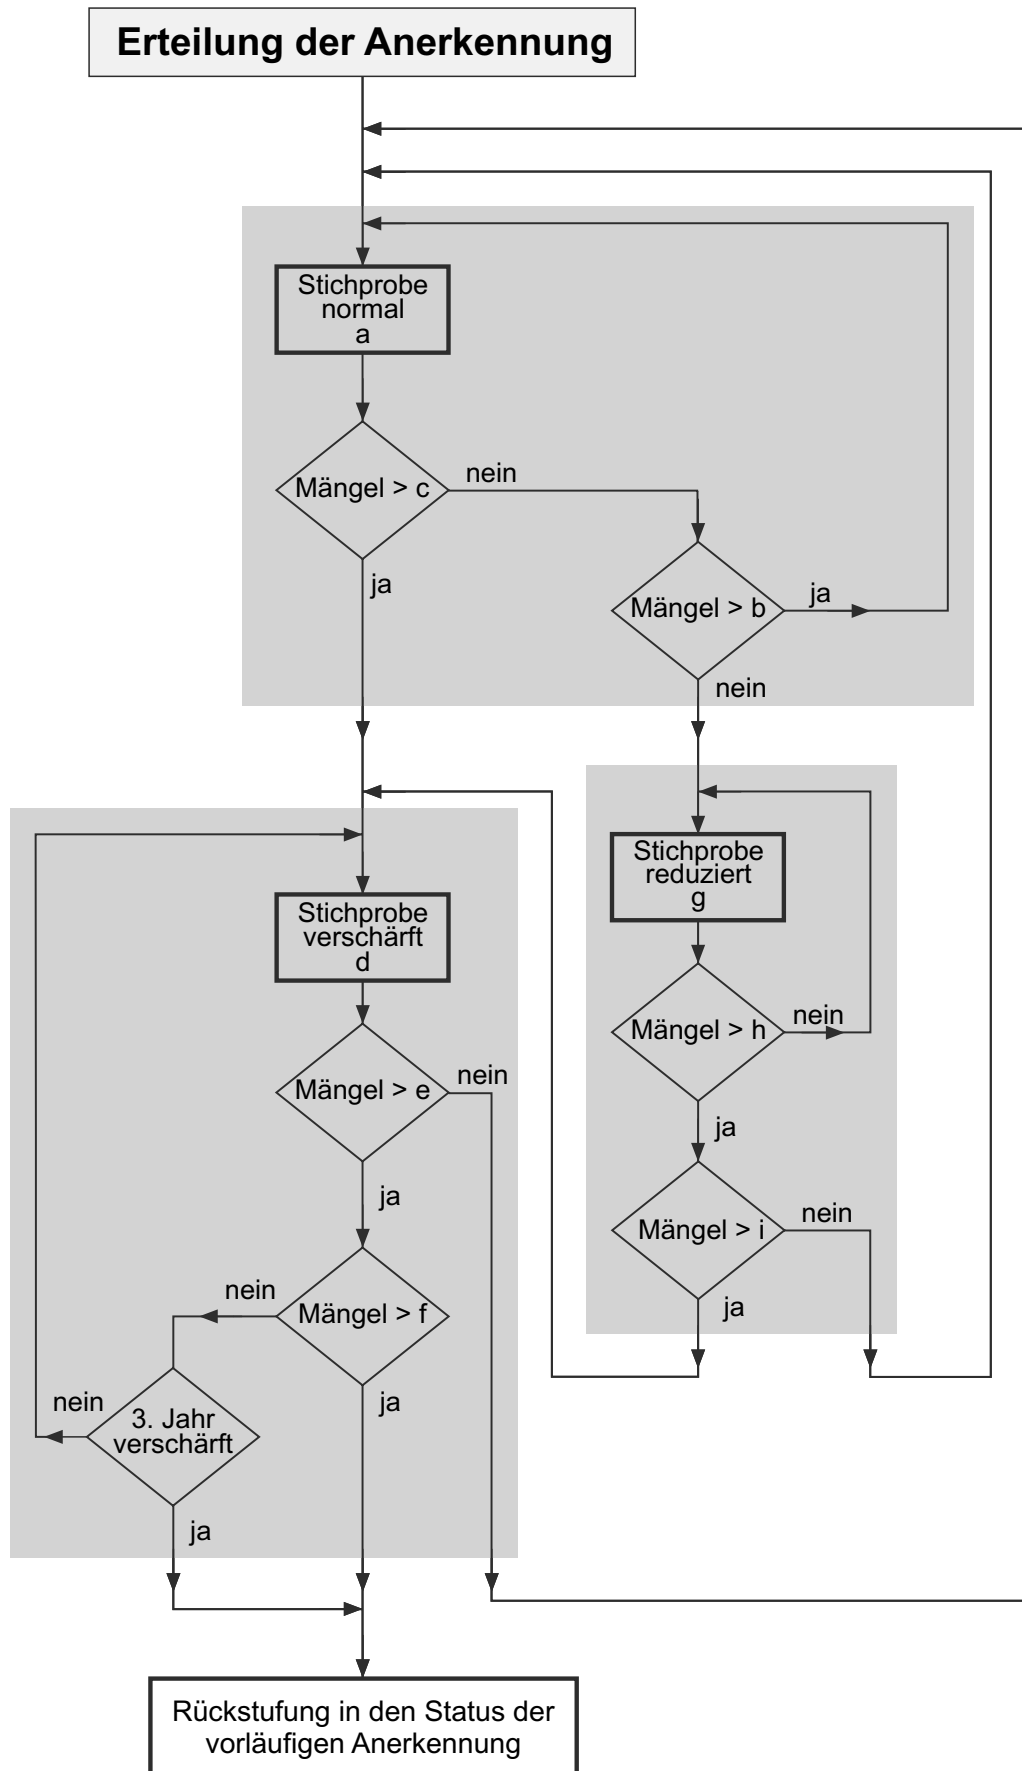 Erteilung der Anerkennung
Stichprobe
normal
a
Mängel > c
nein
ja
Mängel > b
ja
nein
Stichprobe
reduziert
g
Mängel > h
nein
ja
Mängel > i
nein
ja
Stichprobe
verschärft
d
Mängel > e
nein
ja
Mängel > f
nein
ja
3. Jahr
verschärft
nein
ja
Rückstufung in den Status der
vorläufigen Anerkennung